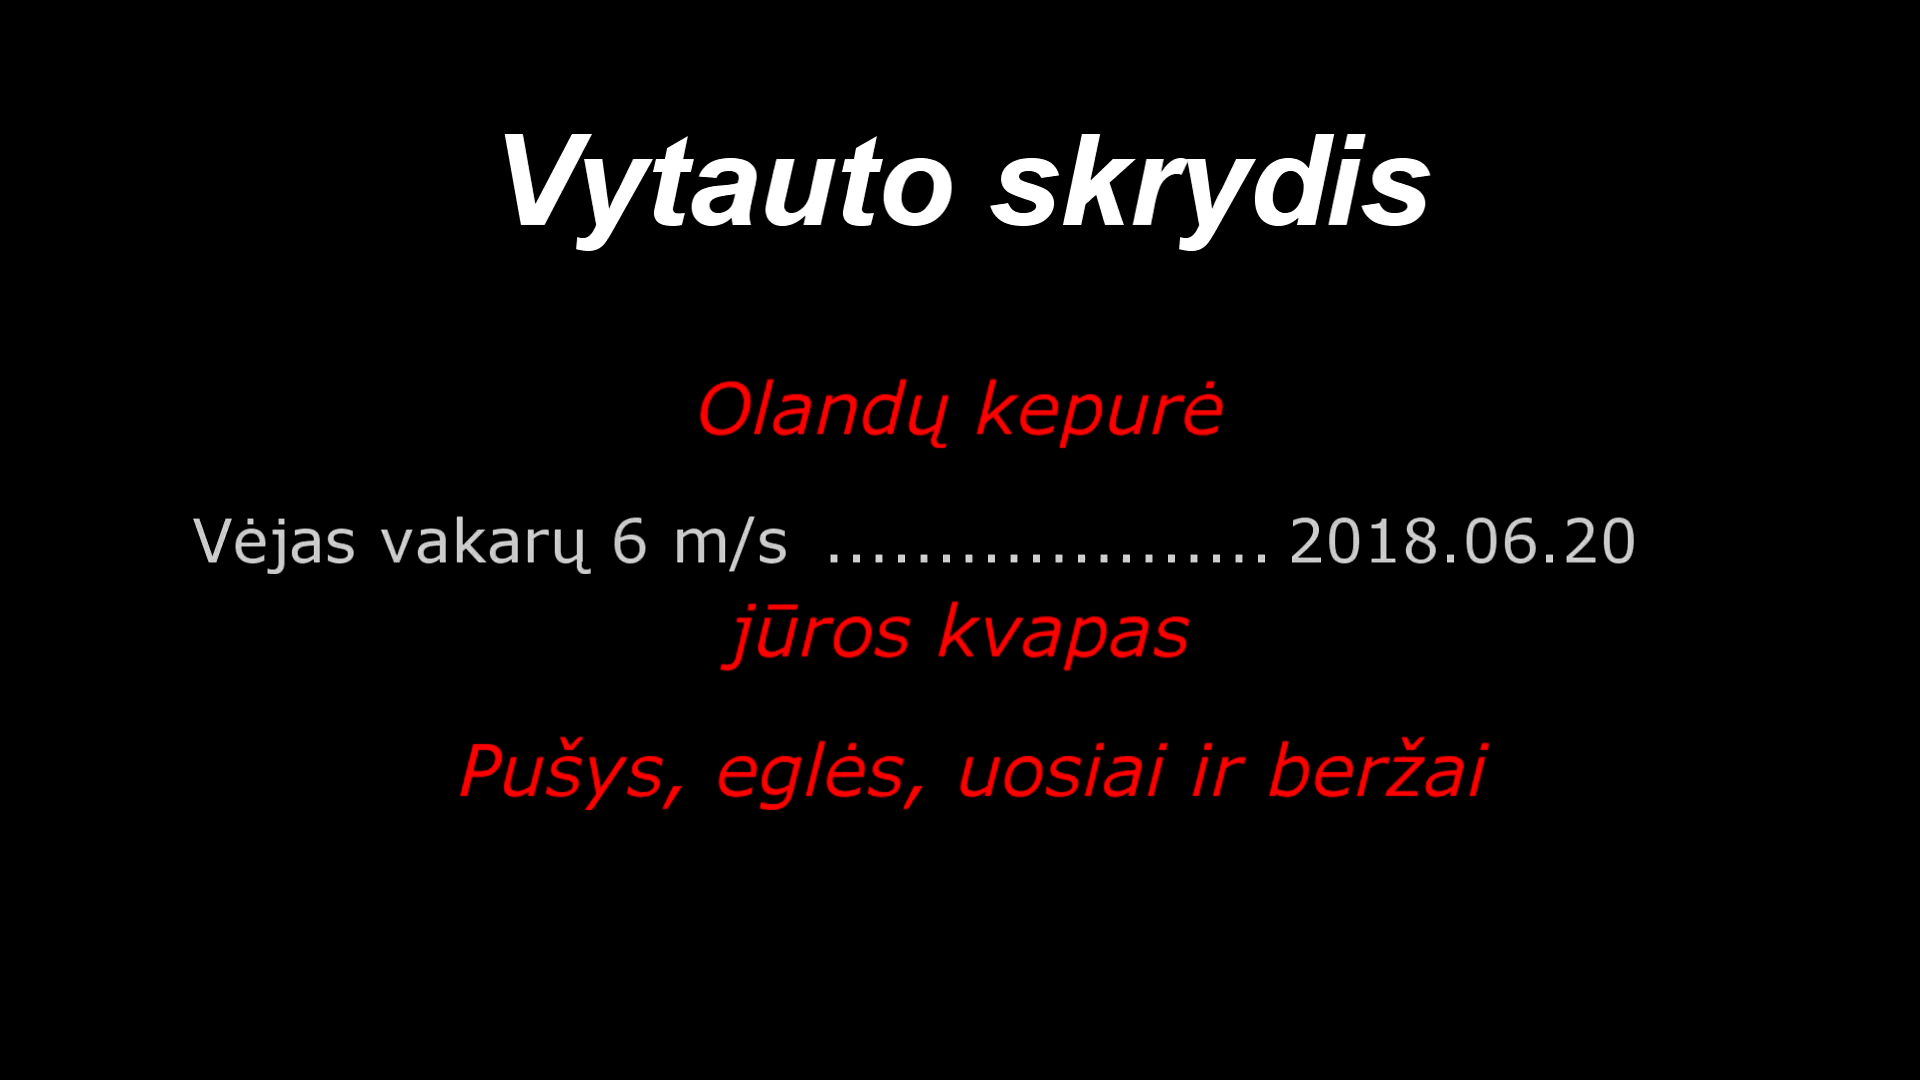 Vytauto skrydis
Olandų kepurė
Vėjas vakarų 6 m/s .................... 2018.06.20
jūros kvapas
Pušys, eglės, uosiai ir beržai